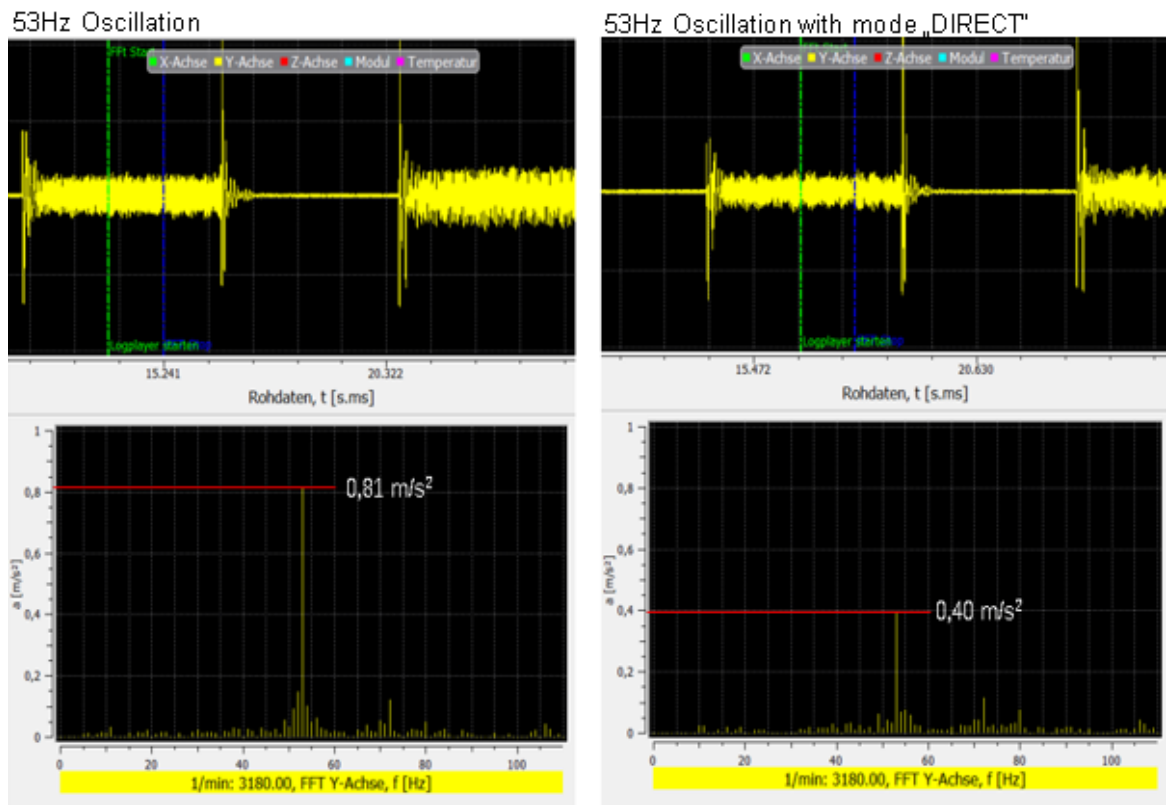 53Hz Oscillation
FFt Start
X-Achse Y-Achse Z-Achse Modul Temperatur
Logplayer starten
15.241 20.322
Rohdaten, t [s.ms]
1
0,8
0,6
0,4
0,2
0
a [m/s²]
0,81 m/s²
0 20 40 60 80 100
1/min: 3180.00, FFT Y-Achse, f [Hz]
53Hz Oscillation with mode „DIRECT"
X-Achse Y-Achse Z-Achse Modul Temperatur
Logplayer starten
15.472 20.630
Rohdaten, t [s.ms]
1
0,8
0,6
0,4
0,2
0
a [m/s²]
0,40 m/s²
0 20 40 60 80 100
1/min: 3180.00, FFT Y-Achse, f [Hz]